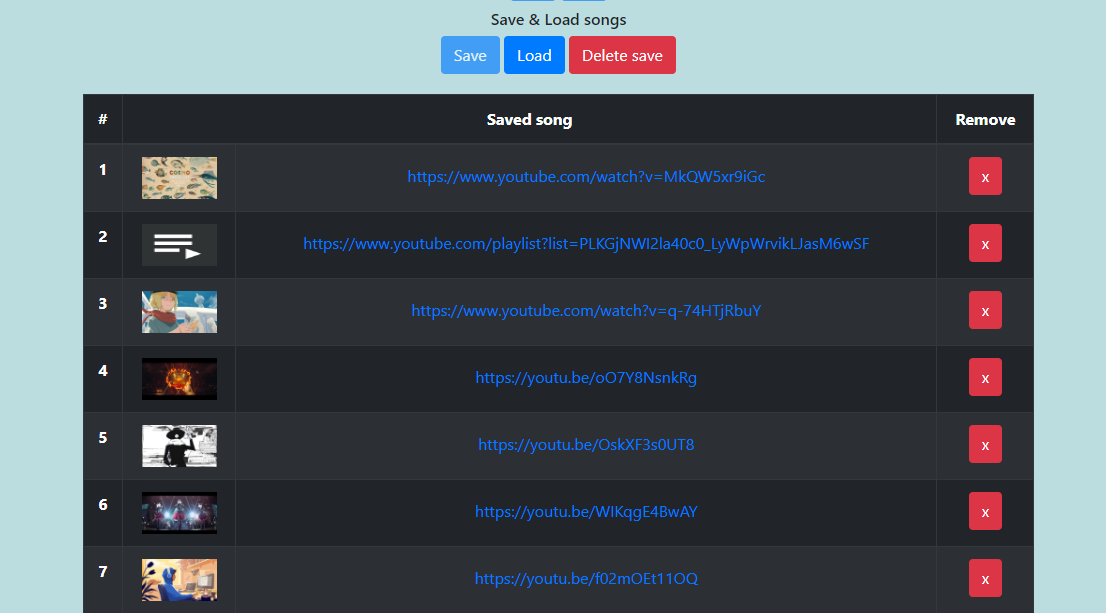 Save & Load songs
Save Load Delete save
# Saved song Remove
1 COZMO https://www.youtube.com/watch?v=MkQW5xr9iGc x
2 https://www.youtube.com/playlist?list=PLKGjNWI2la40c0_LyWpWrvikLJasM6wSF x
3 https://www.youtube.com/watch?v=q-74HTjRbuY x
4 https://youtu.be/oO7Y8NsnkRg x
5 https://youtu.be/OskXF3s0UT8 x
6 https://youtu.be/WIKqgE4BwAY x
7 https://youtu.be/f02mOEt11OQ x